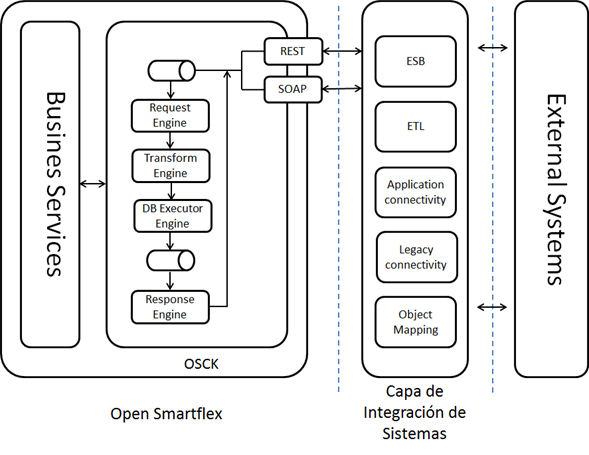 Busines Services
REST
SOAP
Request
Engine
Transform
Engine
DB Executor
Engine
Response
Engine
OSCK
Open Smartflex
ESB
ETL
Application
connectivity
Legacy
connectivity
Object
Mapping
Capa de
Integración de
Sistemas
External Systems